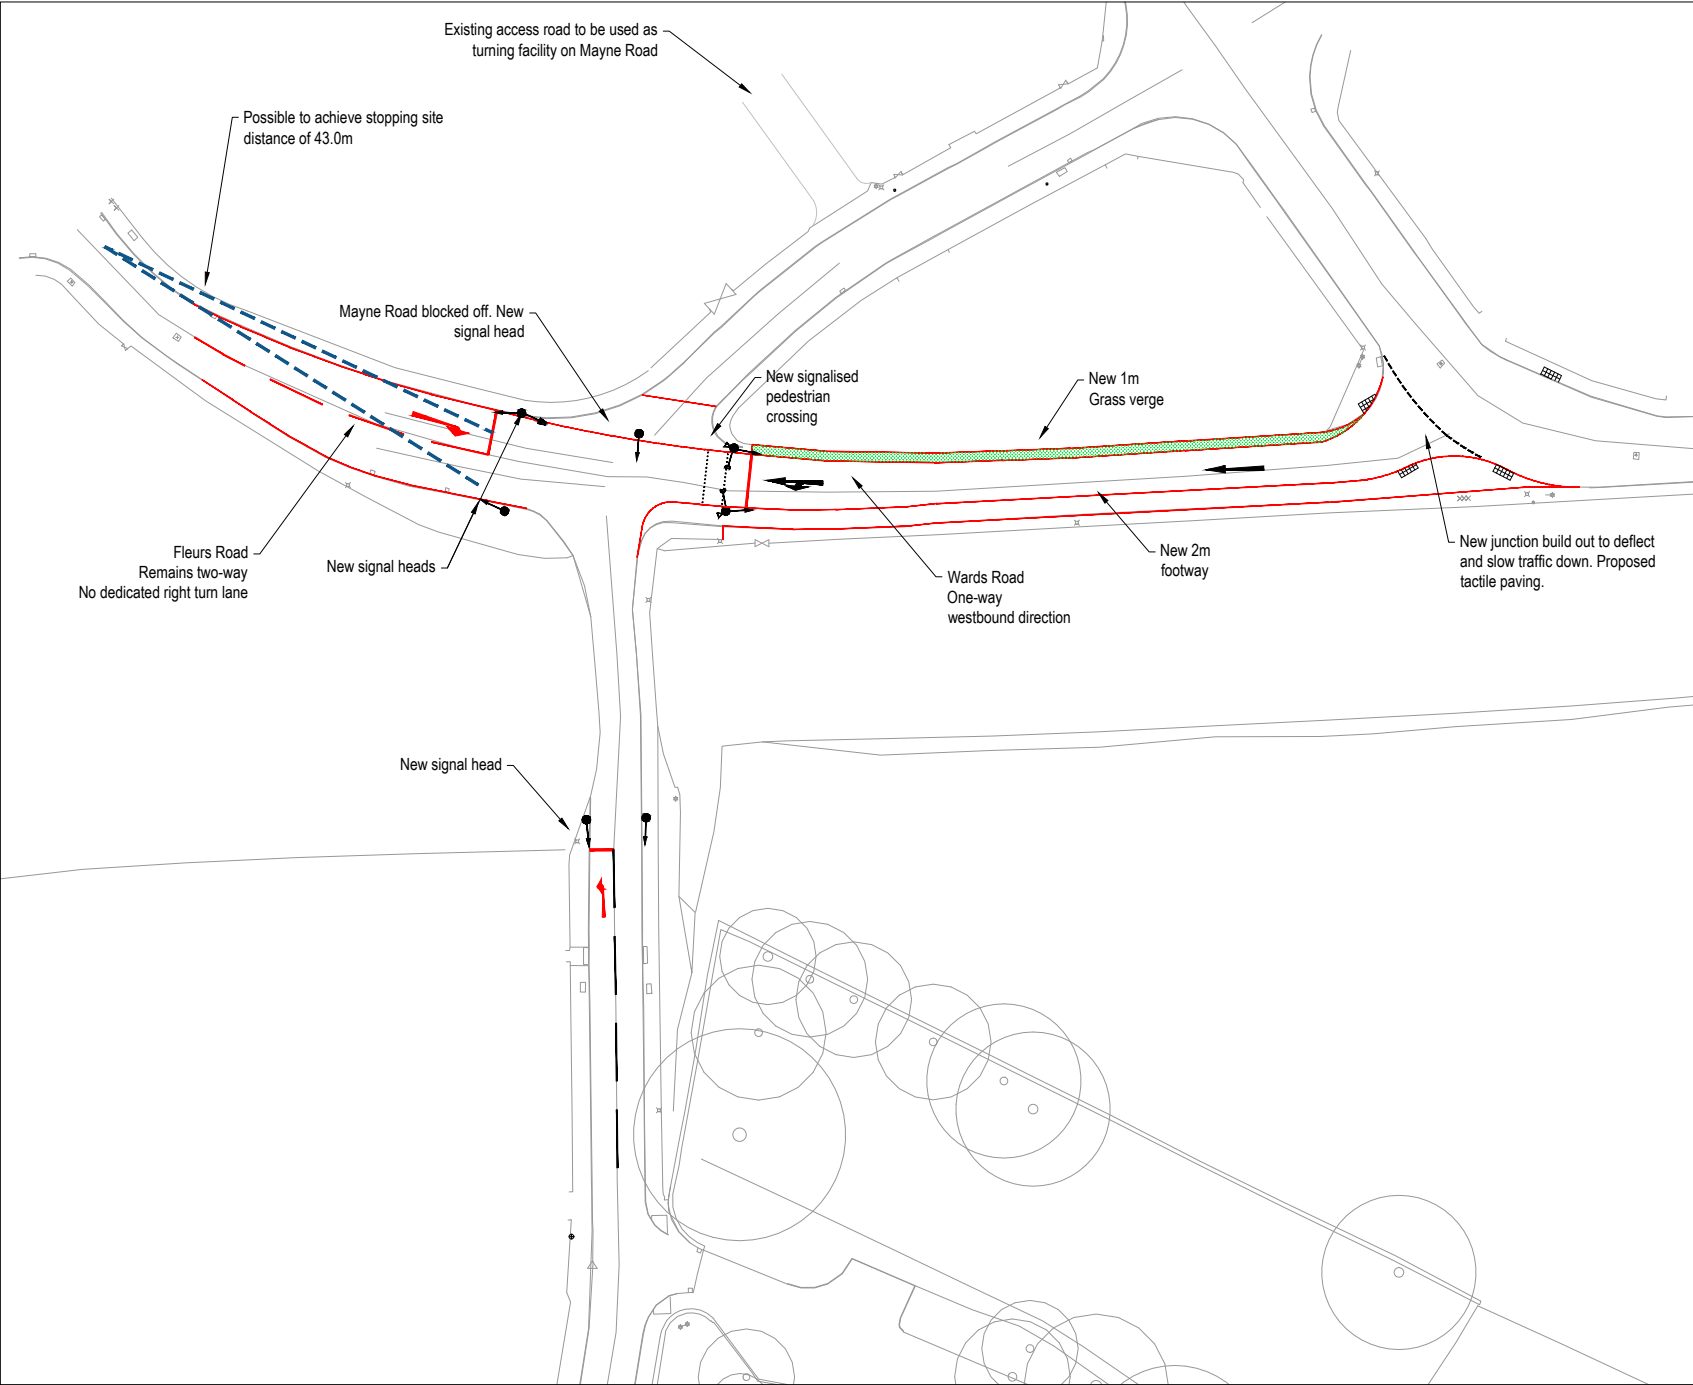 Existing access road to be used as
turning facility on Mayne Road
Possible to achieve stopping site
distance of 43.0m
Mayne Road blocked off. New
signal head
New signalised
pedestrian
crossing
New 1m
Grass verge
Fleurs Road
Remains two-way
No dedicated right turn lane
New signal heads
Wards Road
One-way
westbound direction
New 2m
footway
New junction build out to deflect
and slow traffic down. Proposed
tactile paving.
New signal head